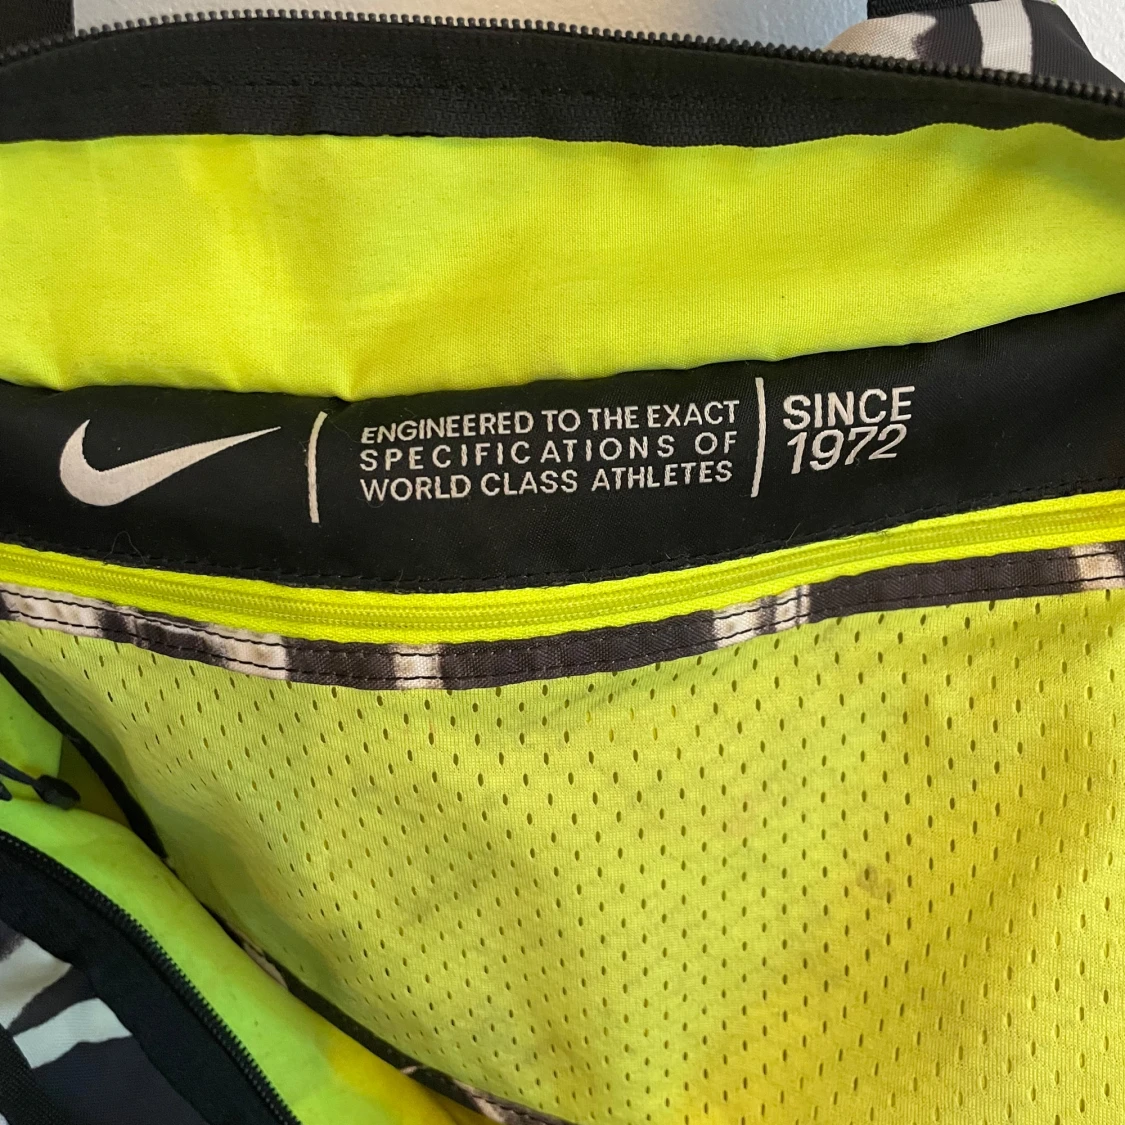 ENGINEERED TO THE EXACT
SPECIFICATIONS OF
WORLD CLASS ATHLETES
SINCE
1972